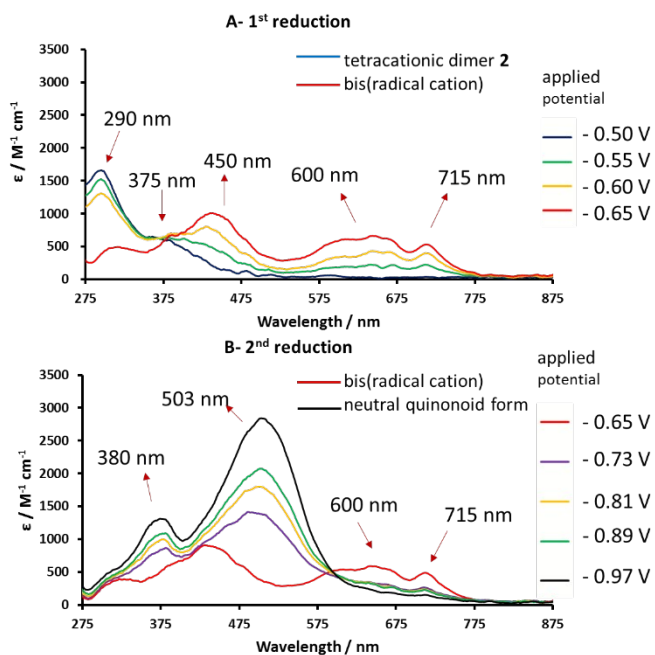 A- 1st reduction
tetracationic dimer 2
bis(radical cation)
applied
potential
- 0.50 V
- 0.55 V
- 0.60 V
- 0.65 V
290 nm
375 nm
450 nm
600 nm
715 nm
ε / M-1 cm-1
3500
3000
2500
2000
1500
1000
500
0
275 375 475 575 675 775 875
Wavelength / nm
B- 2nd reduction
bis(radical cation)
neutral quinonoid form
applied
potential
- 0.65 V
- 0.73 V
- 0.81 V
- 0.89 V
- 0.97 V
503 nm
380 nm
600 nm
715 nm
ε / M-1 cm-1
3500
3000
2500
2000
1500
1000
500
0
275 375 475 575 675 775 875
Wavelength / nm